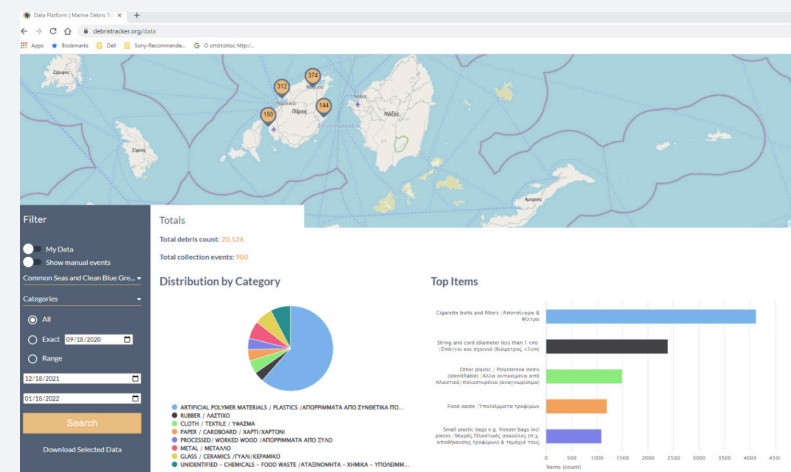 Data Platform | Marine Debris Tr
debristracker.org/data
Apps
Bookmarks
Dell
Sony-Recommende...
Ο ιστότοπος http:/...
374
312
144
150
Πάρος
Νάξος
Σίφνος
Αμοργός
Filter
My Data
Show manual events
Common Seas and Clean Blue Gre...
Categories
All
Exact 09/18/2020
Range
12/18/2021
01/18/2022
Search
Download Selected Data
Totals
Total debris count: 20,126
Total collection events: 980
Distribution by Category
ARTIFICIAL POLYMER MATERIALS / PLASTICS /ΑΠΟΡΡΙΜΜΑΤΑ ΑΠΟ ΣΥΝΘΕΤΙΚΑ ΠΟ...
RUBBER / ΛΑΣΤΙΧΟ
CLOTH / TEXTILE / ΥΦΑΣΜΑ
PAPER / CARDBOARD / ΧΑΡΤΙ/ΧΑΡΤΟΝΙ
PROCESSED/ WORKED WOOD /ΑΠΟΡΡΙΜΜΑΤΑ ΑΠΟ ΞΥΛΟ
METAL / ΜΕΤΑΛΛΟ
GLASS / CERAMICS /ΓΥΑΛΙ/ΚΕΡΑΜΙΚΟ
UNIDENTIFIED - CHEMICALS - FOOD WASTE /ΑΤΑΞΙΝΟΜΗΤΑ - ΧΗΜΙΚΑ - ΥΠΟΛΕΙΜΜ...
Top Items
Cigarette butts and filters /Αποτσίγαρα &
Φίλτρα
String and cord (diameter less than 1 cm)
/Σπάγγοι και σχοινιά (διάμετρος <1cm)
Other plastic / Polysterene items
(identifiable) /Άλλα αντικείμενα από
πλαστικό/πολυστυρένιο (αναγνωρίσιμα)
Food waste /Υπολείμματα τροφίμων
Small plastic bags e.g. freezer bags incl
pieces /Μικρές Πλαστικές σακούλες (π.χ.
αποθήκευσης τροφίμων) & τεμάχιά τους
0 500 1000 1500 2000 2500 3000 3500 4000 4500
Items (count)